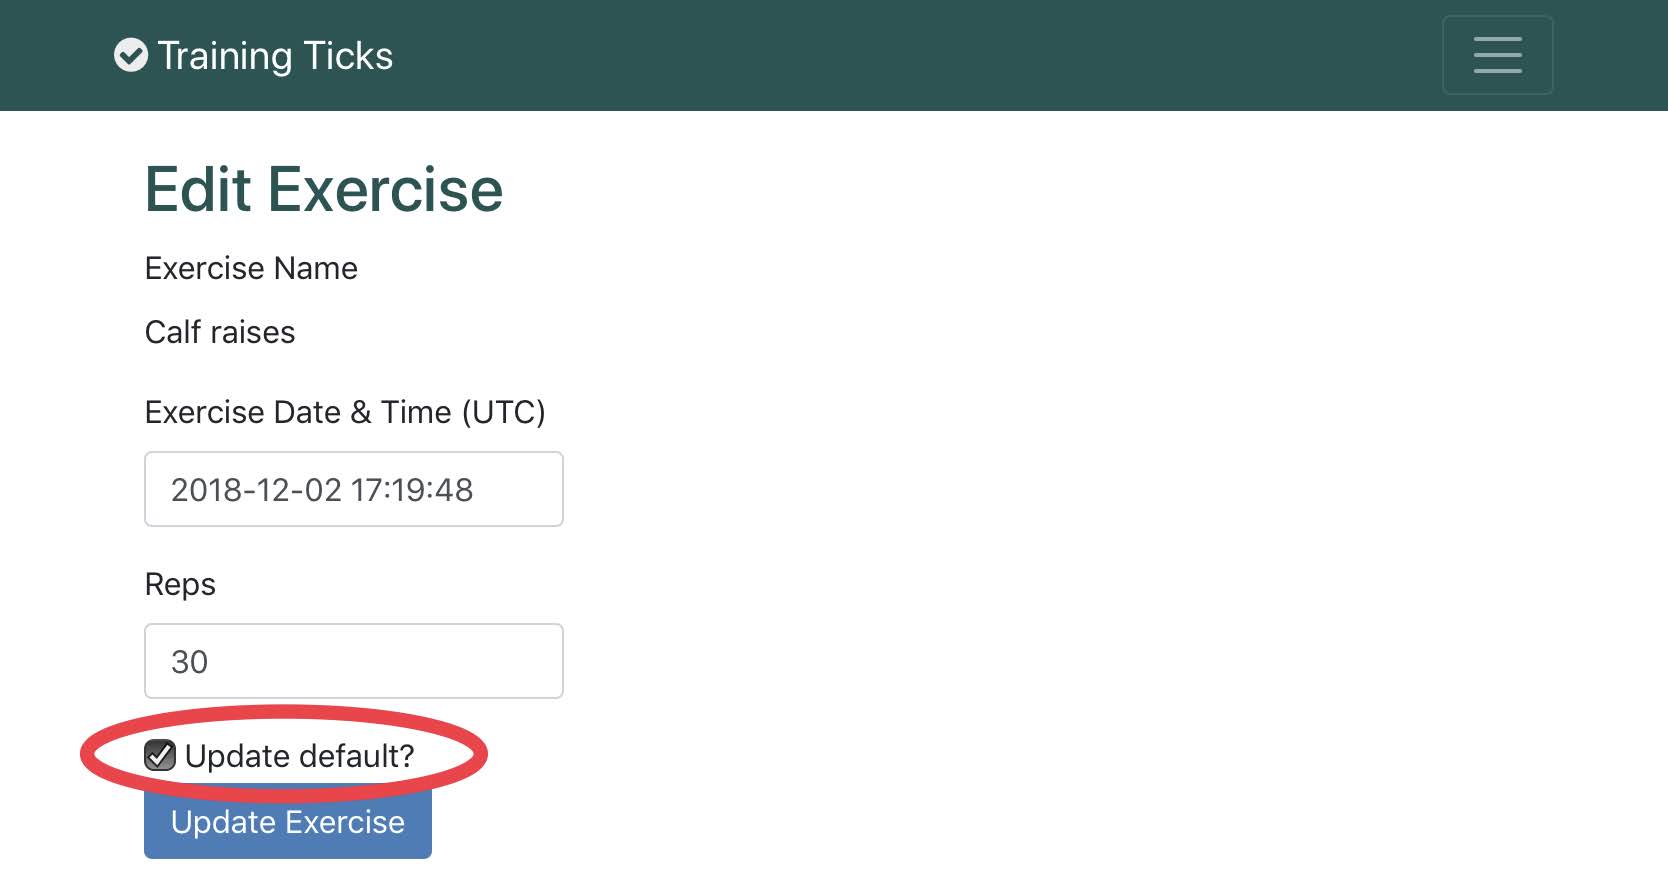 Training Ticks
Edit Exercise
Exercise Name
Calf raises
Exercise Date & Time (UTC)
2018-12-02 17:19:48
Reps
30
Update default?
Update Exercise